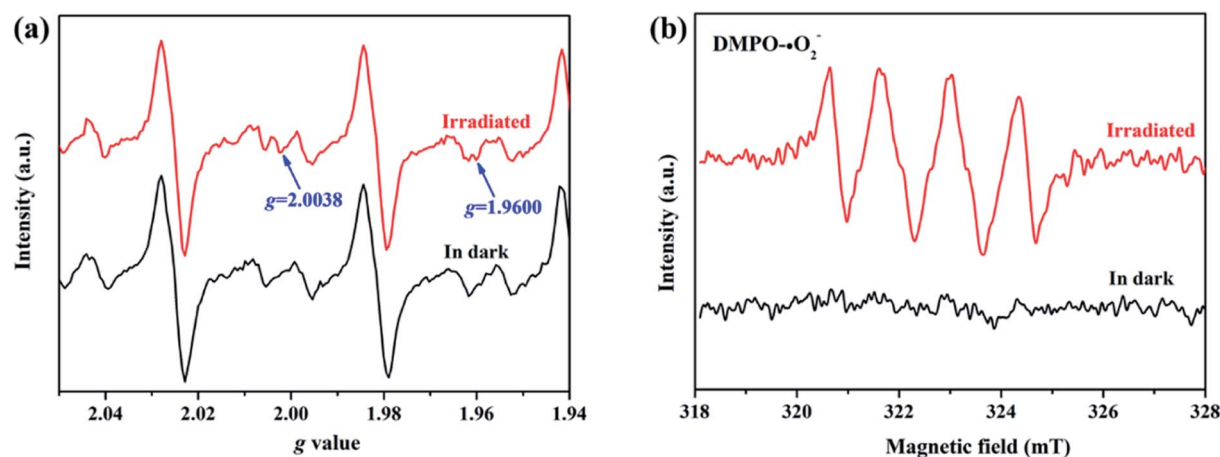 (a)
Irradiated
g=2.0038
g=1.9600
In dark
Intensity (a.u.)
2.04 2.02 2.00 1.98 1.96 1.94
g value
(b)
DMPO-•O₂⁻
Irradiated
In dark
Intensity (a.u.)
318 320 322 324 326 328
Magnetic field (mT)